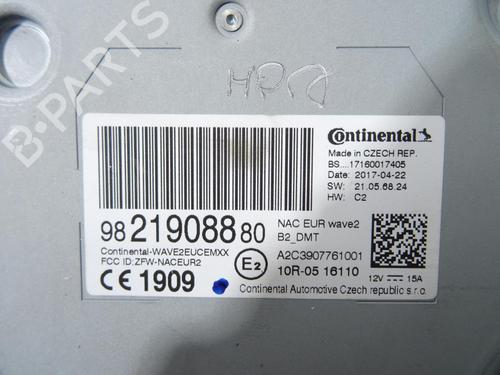 B-PARTS
Continental
Made in CZECH REP.
BS....17160017405
Date: 2017-04-22
SW: 21.05.68.24
HW: C2
98 219088 80
NAC EUR wave2
B2_DMT
Continental-WAVE2EUCEMXX
FCC ID:ZFW-NACEUR2
A2C3907761001
CE 1909
E2
10R-05 16110
12V 15A
Continental Automotive Czech republic s.r.o.